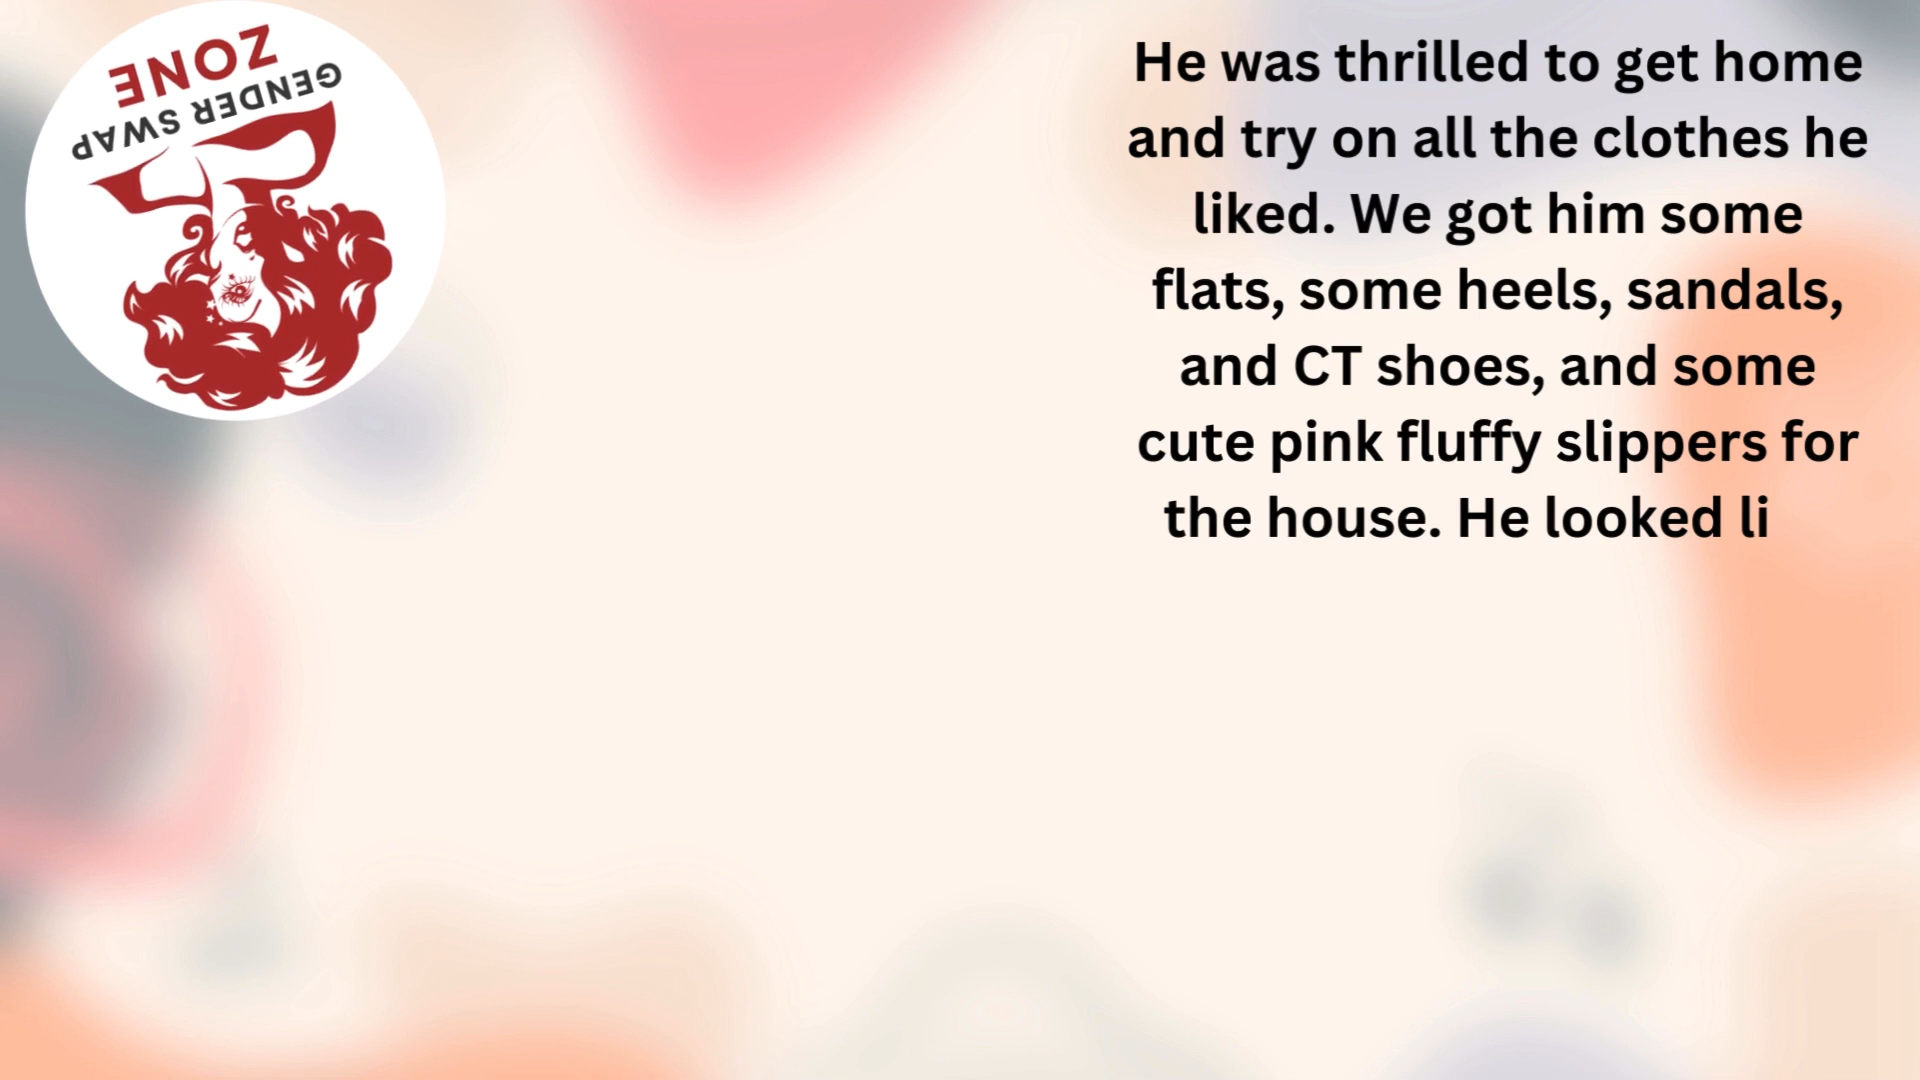 GENDER SWAP
ZONE
He was thrilled to get home
and try on all the clothes he
liked. We got him some
flats, some heels, sandals,
and CT shoes, and some
cute pink fluffy slippers for
the house. He looked li